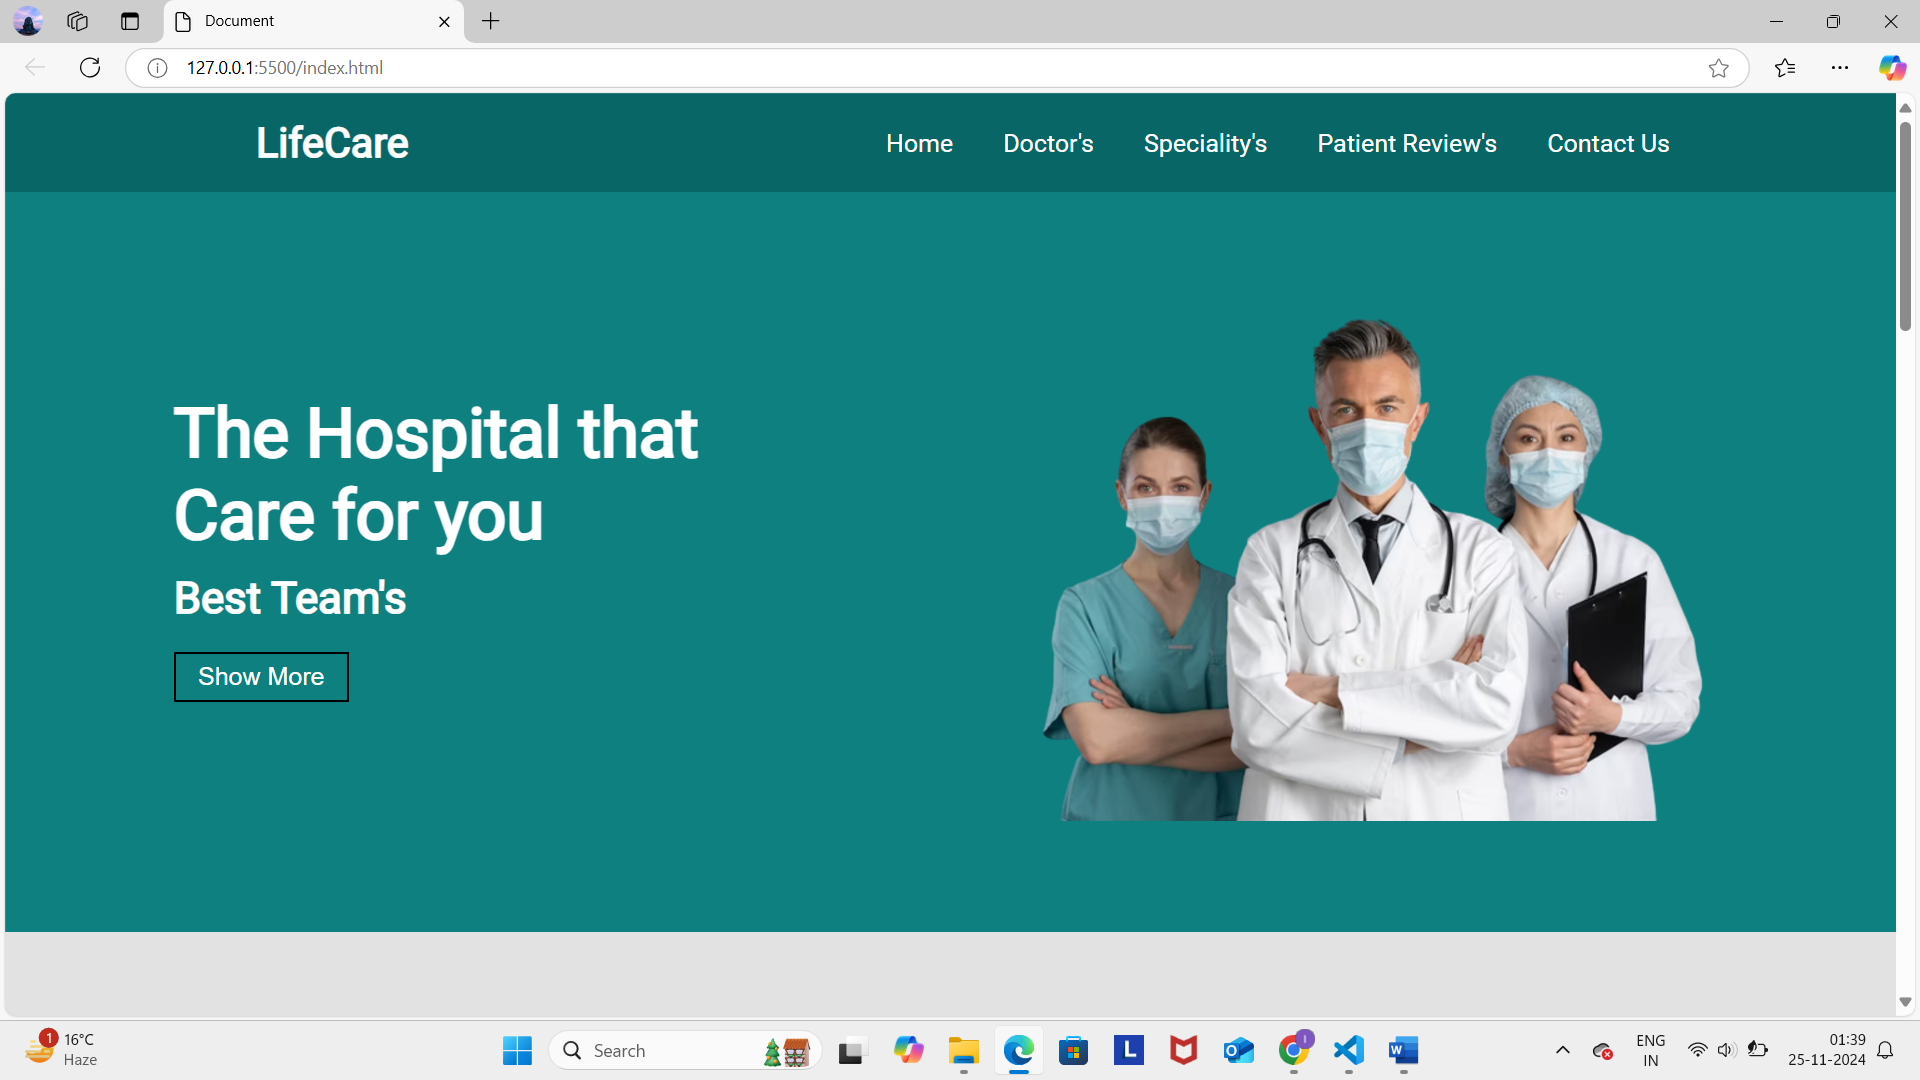 Document
127.0.0.1:5500/index.html
LifeCare
Home Doctor's Speciality's Patient Review's Contact Us
The Hospital that
Care for you
Best Team's
Show More
1
16°C
Haze
Search
L
I
W
ENG
IN
01:39
25-11-2024